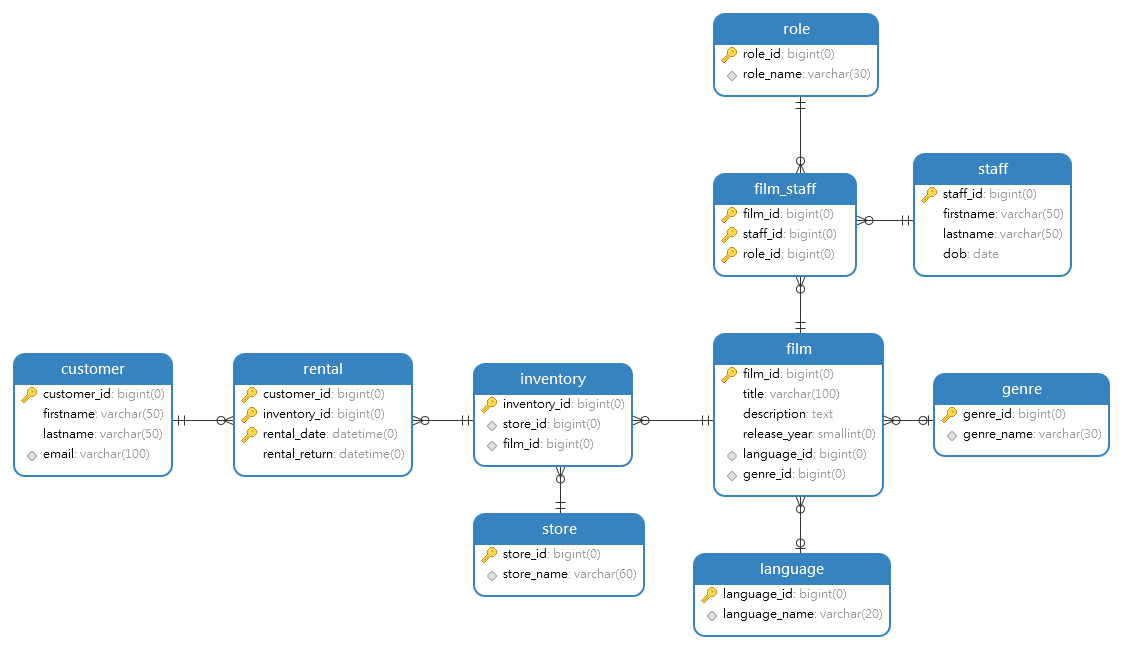 role
role_id: bigint(0)
role_name: varchar(30)
film_staff
film_id: bigint(0)
staff_id: bigint(0)
role_id: bigint(0)
staff
staff_id: bigint(0)
firstname: varchar(50)
lastname: varchar(50)
dob: date
customer
customer_id: bigint(0)
firstname: varchar(50)
lastname: varchar(50)
email: varchar(100)
rental
customer_id: bigint(0)
inventory_id: bigint(0)
rental_date: datetime(0)
rental_return: datetime(0)
inventory
inventory_id: bigint(0)
store_id: bigint(0)
film_id: bigint(0)
film
film_id: bigint(0)
title: varchar(100)
description: text
release_year: smallint(0)
language_id: bigint(0)
genre_id: bigint(0)
genre
genre_id: bigint(0)
genre_name: varchar(30)
store
store_id: bigint(0)
store_name: varchar(60)
language
language_id: bigint(0)
language_name: varchar(20)